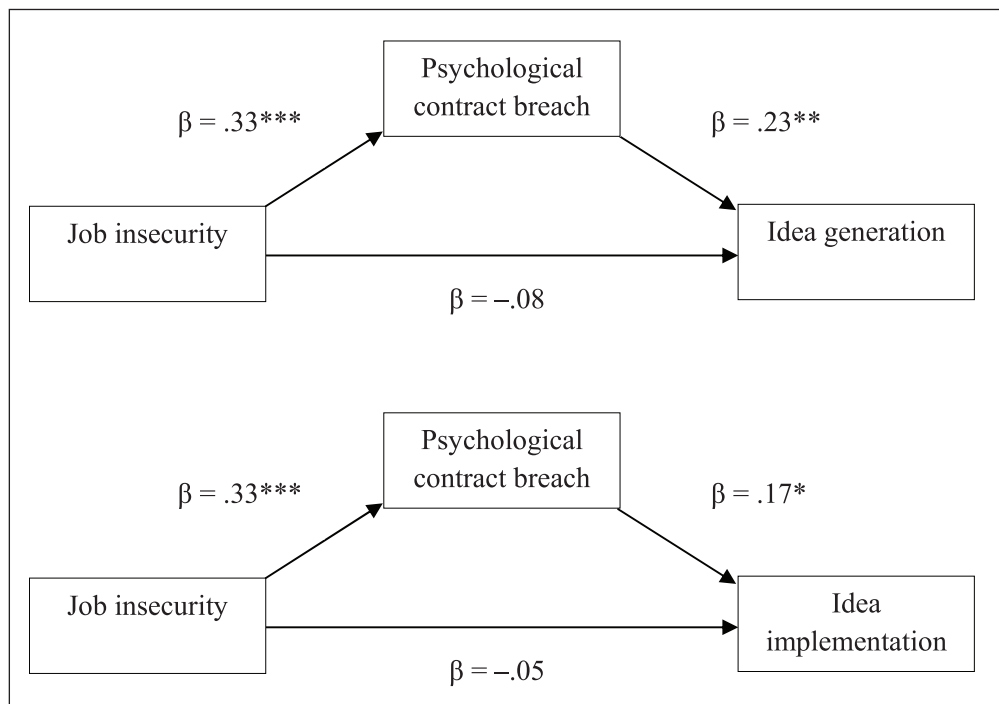 Psychological
contract breach
β = .33***
β = .23**
Job insecurity
Idea generation
β = –.08
Psychological
contract breach
β = .33***
β = .17*
Job insecurity
Idea
implementation
β = –.05